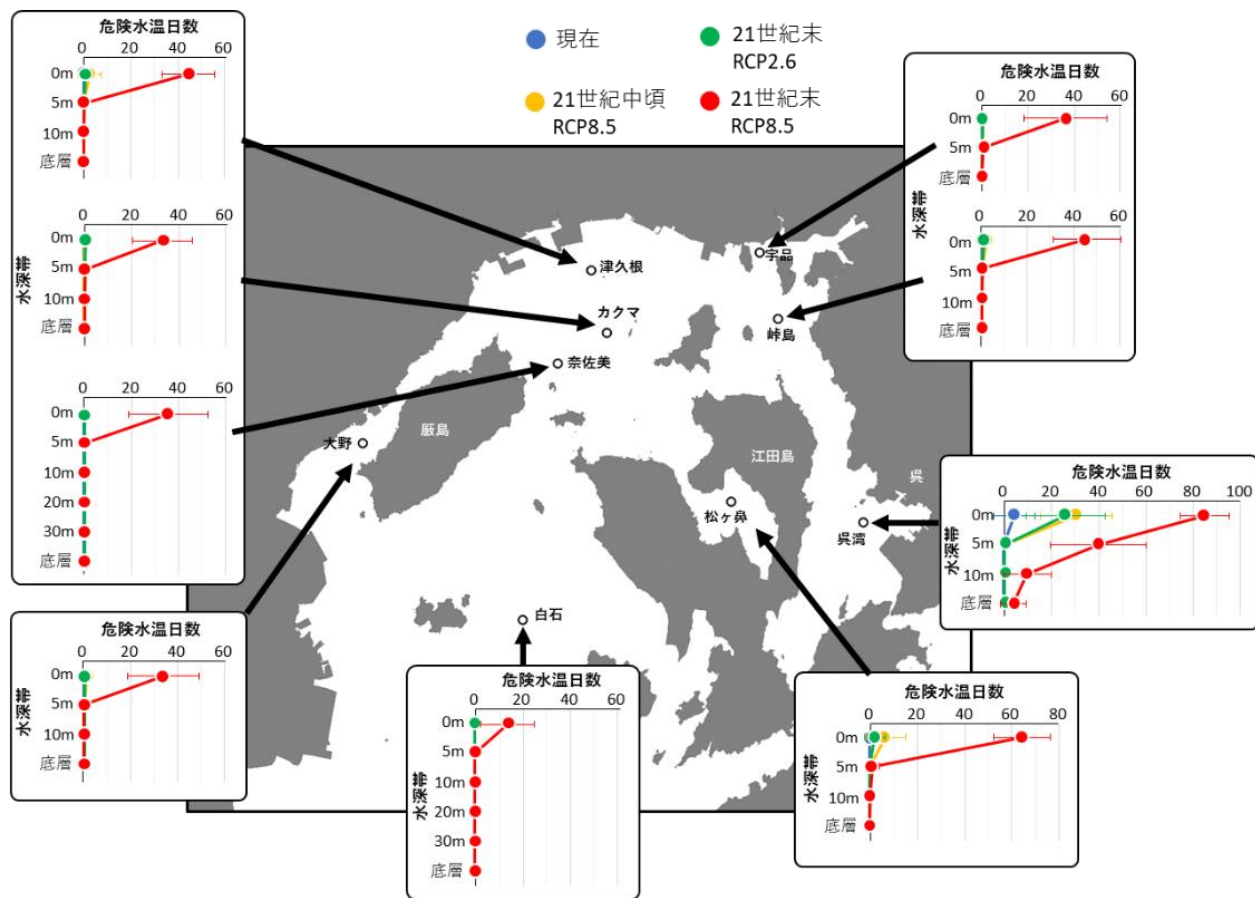 現在
21世紀末
RCP2.6
21世紀中頃
RCP8.5
21世紀末
RCP8.5
危険水温日数
0 20 40 60
0m
5m
10m
底層
0 20 40 60
水深帯
0m
5m
10m
底層
0 20 40 60
0m
5m
10m
20m
30m
底層
危険水温日数
0 20 40 60
水深帯
0m
5m
10m
底層
危険水温日数
0 20 40 60
水深帯
0m
5m
10m
20m
30m
底層
危険水温日数
0 20 40 60 80
水深帯
0m
5m
10m
底層
危険水温日数
0 20 40 60 80 100
水深帯
0m
5m
10m
底層
危険水温日数
0 20 40 60
水深帯
0m
5m
底層
0 20 40 60
0m
5m
10m
底層
津久根
宇品
カクマ
峠島
奈佐美
厳島
大野
江田島
呉
松ヶ鼻
呉湾
白石